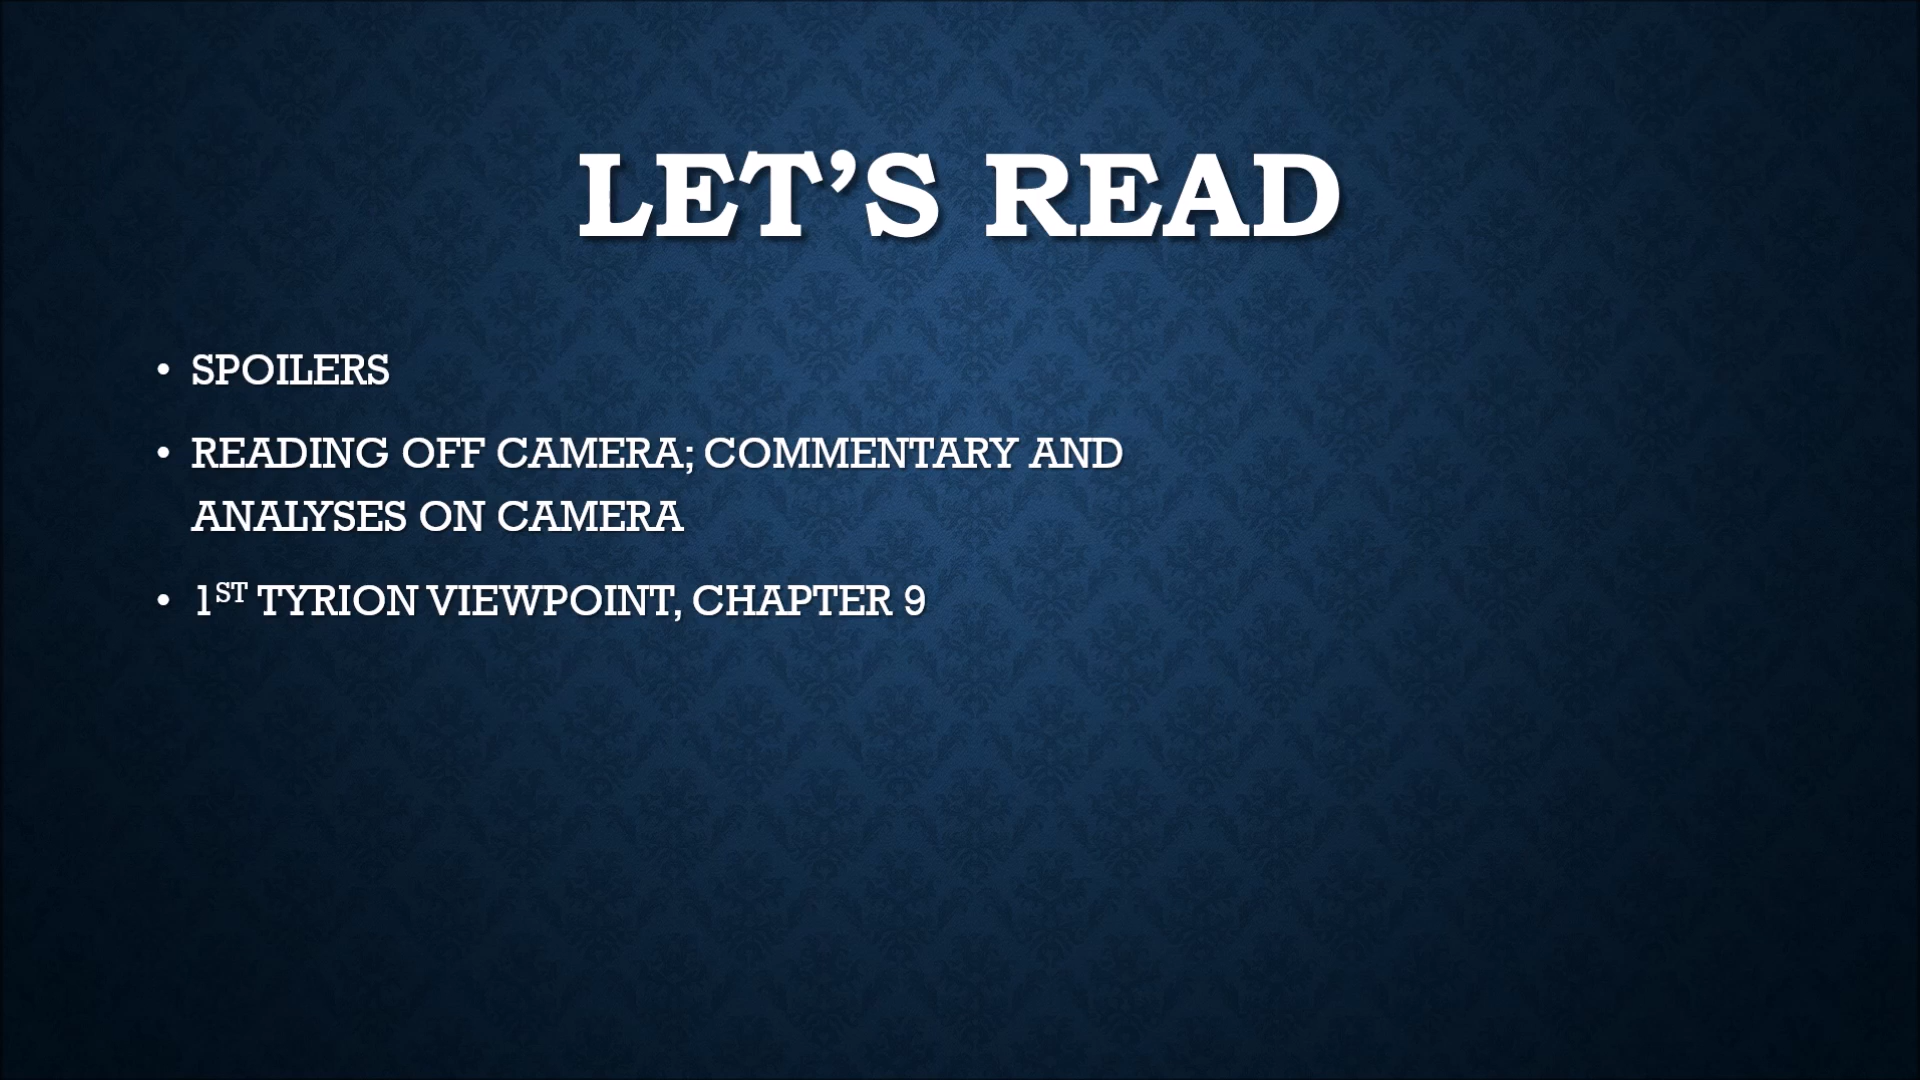 LET’S READ
• SPOILERS
• READING OFF CAMERA; COMMENTARY AND
ANALYSES ON CAMERA
• 1ST TYRION VIEWPOINT, CHAPTER 9